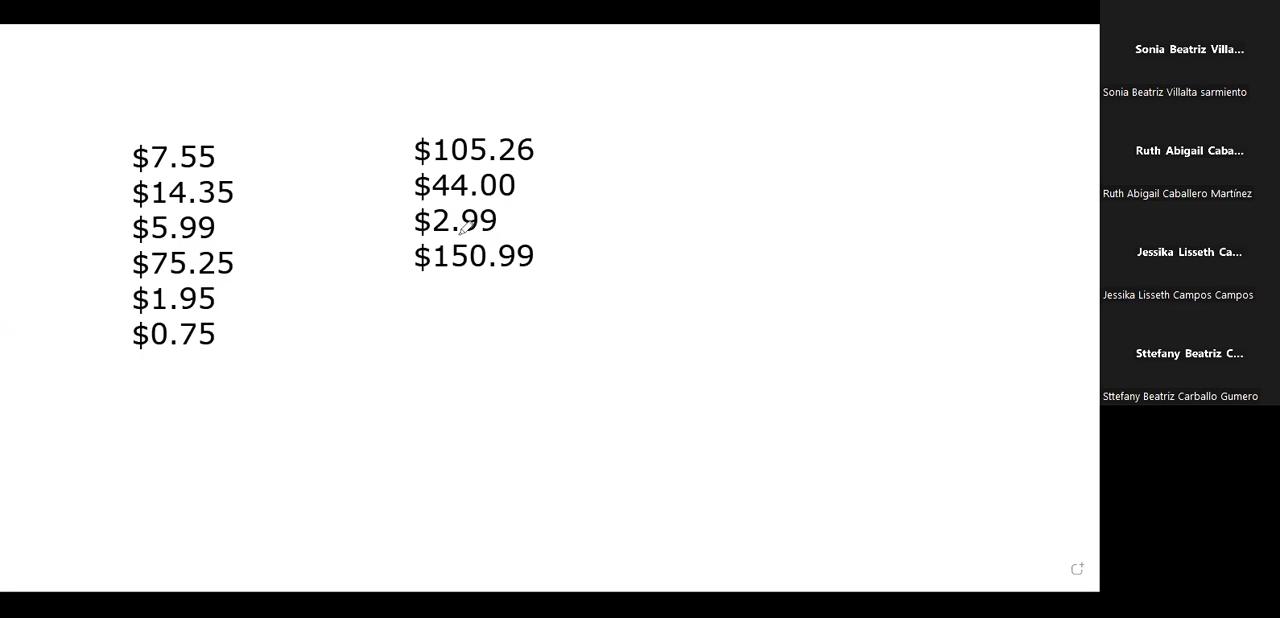 $7.55
$14.35
$5.99
$75.25
$1.95
$0.75
$105.26
$44.00
$2.99
$150.99
Sonia Beatriz Villa...
Sonia Beatriz Villalta sarmiento
Ruth Abigail Caba...
Ruth Abigail Caballero Martínez
Jessika Lisseth Ca...
Jessika Lisseth Campos Campos
Sttefany Beatriz C...
Sttefany Beatriz Carballo Gumero